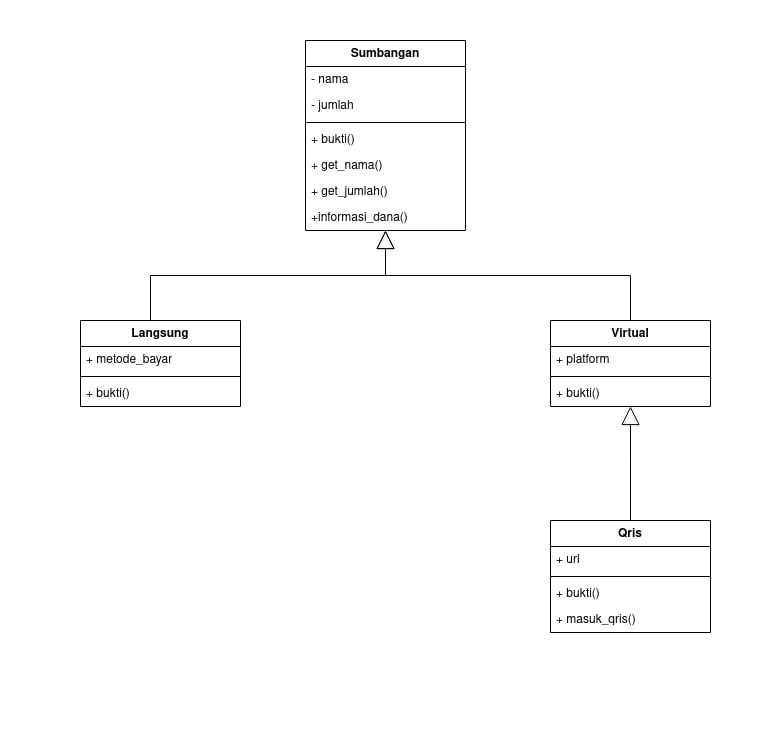 Sumbangan
- nama
- jumlah
+ bukti()
+ get_nama()
+ get_jumlah()
+informasi_dana()
Langsung
+ metode_bayar
+ bukti()
Virtual
+ platform
+ bukti()
Qris
+ url
+ bukti()
+ masuk_qris()